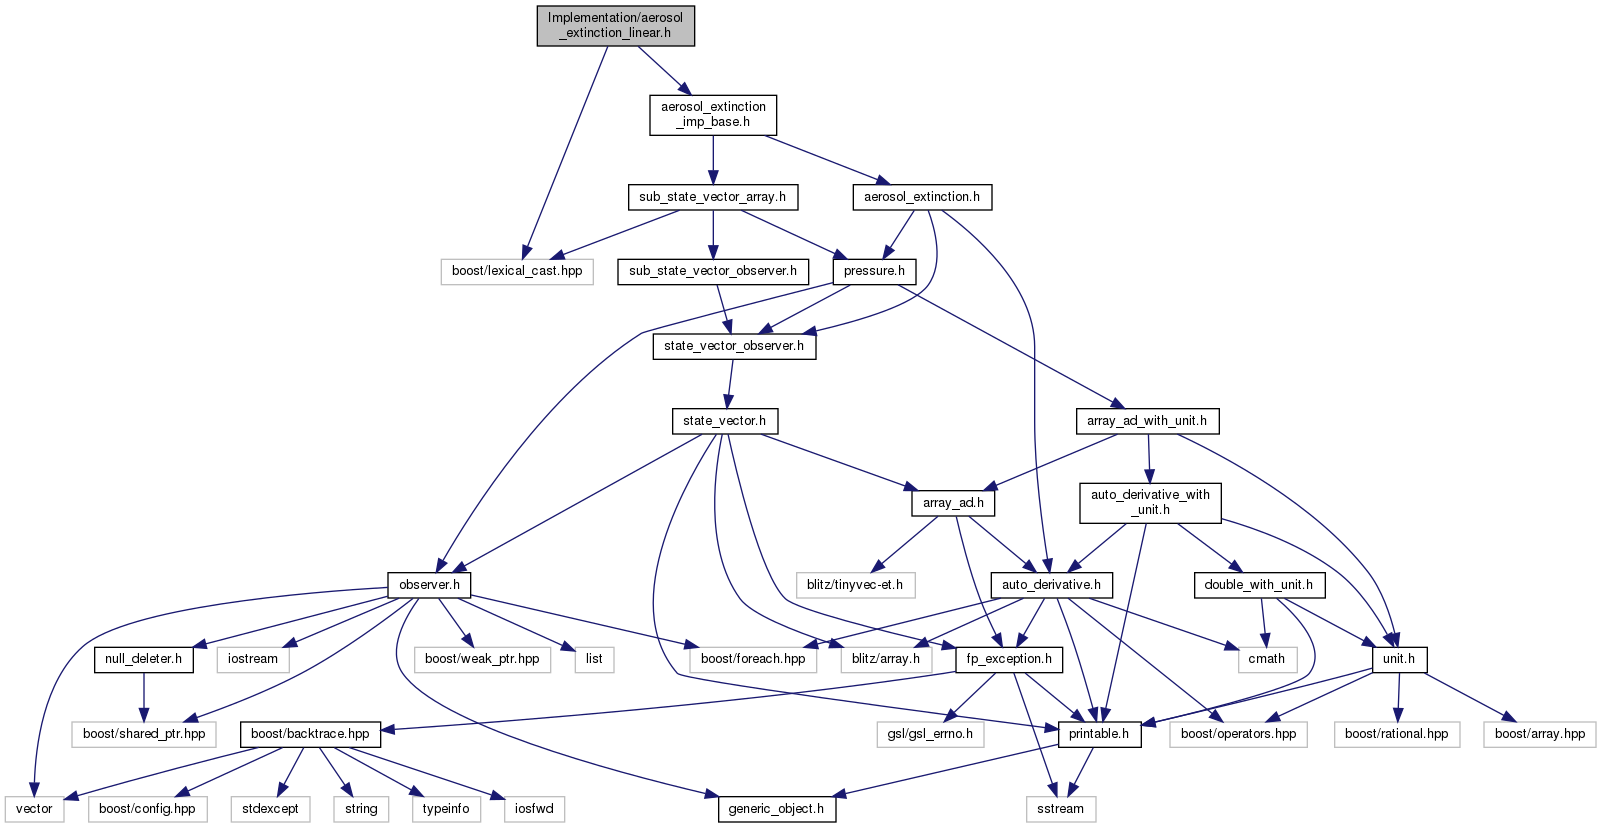 Implementation/aerosol
_extinction_linear.h
aerosol_extinction
_imp_base.h
sub_state_vector_array.h
aerosol_extinction.h
boost/lexical_cast.hpp
sub_state_vector_observer.h
pressure.h
state_vector_observer.h
state_vector.h
array_ad_with_unit.h
array_ad.h
auto_derivative_with
_unit.h
blitz/tinyvec-et.h
observer.h
auto_derivative.h
double_with_unit.h
null_deleter.h
iostream
boost/weak_ptr.hpp
list
boost/foreach.hpp
blitz/array.h
fp_exception.h
cmath
unit.h
boost/shared_ptr.hpp
boost/backtrace.hpp
gsl/gsl_errno.h
printable.h
boost/operators.hpp
boost/rational.hpp
boost/array.hpp
vector
boost/config.hpp
stdexcept
string
typeinfo
iosfwd
generic_object.h
sstream